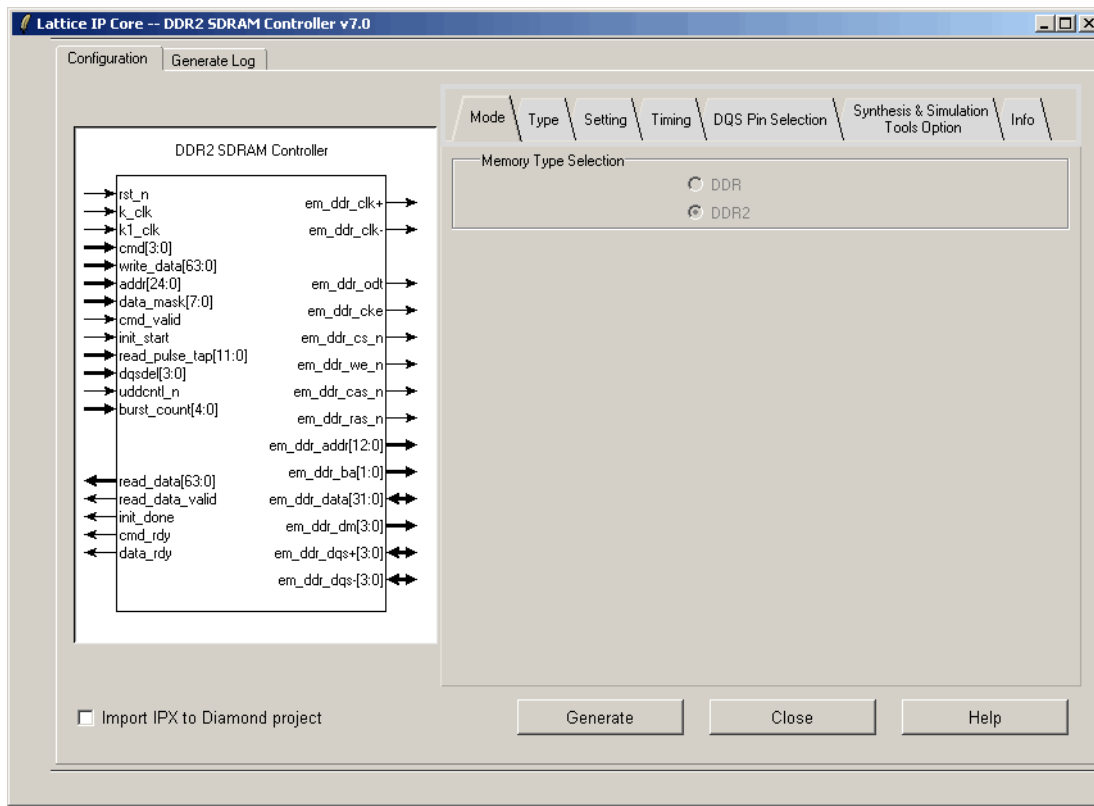 Lattice IP Core -- DDR2 SDRAM Controller v7.0
Configuration
Generate Log
DDR2 SDRAM Controller
rst_n
k_clk
k1_clk
cmd[3:0]
write_data[63:0]
addr[24:0]
data_mask[7:0]
cmd_valid
init_start
read_pulse_tap[11:0]
dqsdel[3:0]
uddcntl_n
burst_count[4:0]
read_data[63:0]
read_data_valid
init_done
cmd_rdy
data_rdy
em_ddr_clk+
em_ddr_clk-
em_ddr_odt
em_ddr_cke
em_ddr_cs_n
em_ddr_we_n
em_ddr_cas_n
em_ddr_ras_n
em_ddr_addr[12:0]
em_ddr_ba[1:0]
em_ddr_data[31:0]
em_ddr_dm[3:0]
em_ddr_dqs+[3:0]
em_ddr_dqs-[3:0]
Mode
Type
Setting
Timing
DQS Pin Selection
Synthesis & Simulation
Tools Option
Info
Memory Type Selection
DDR
DDR2
Import IPX to Diamond project
Generate
Close
Help